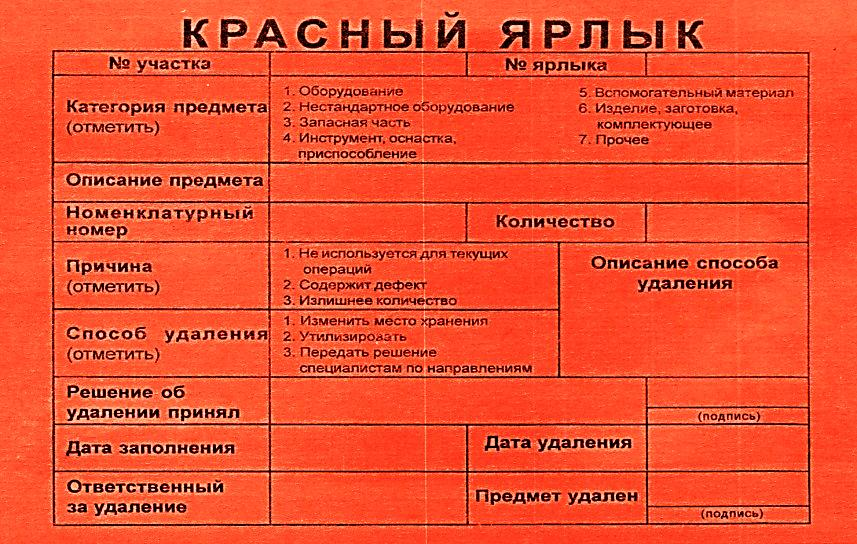 КРАСНЫЙ ЯРЛЫК
№ участка № ярлыка
Категория предмета
(отметить)
1. Оборудование
2. Нестандартное оборудование
3. Запасная часть
4. Инструмент, оснастка,
приспособление
5. Вспомогательный материал
6. Изделие, заготовка,
комплектующее
7. Прочее
Описание предмета
Номенклатурный
номер
Количество
Причина
(отметить)
1. Не используется для текущих
операций
2. Содержит дефект
3. Излишнее количество
Описание способа
удаления
Способ удаления
(отметить)
1. Изменить место хранения
2. Утилизировать
3. Передать решение
специалистам по направлениям
Решение об
удалении принял
(подпись)
Дата заполнения
Дата удаления
Ответственный
за удаление
Предмет удален
(подпись)